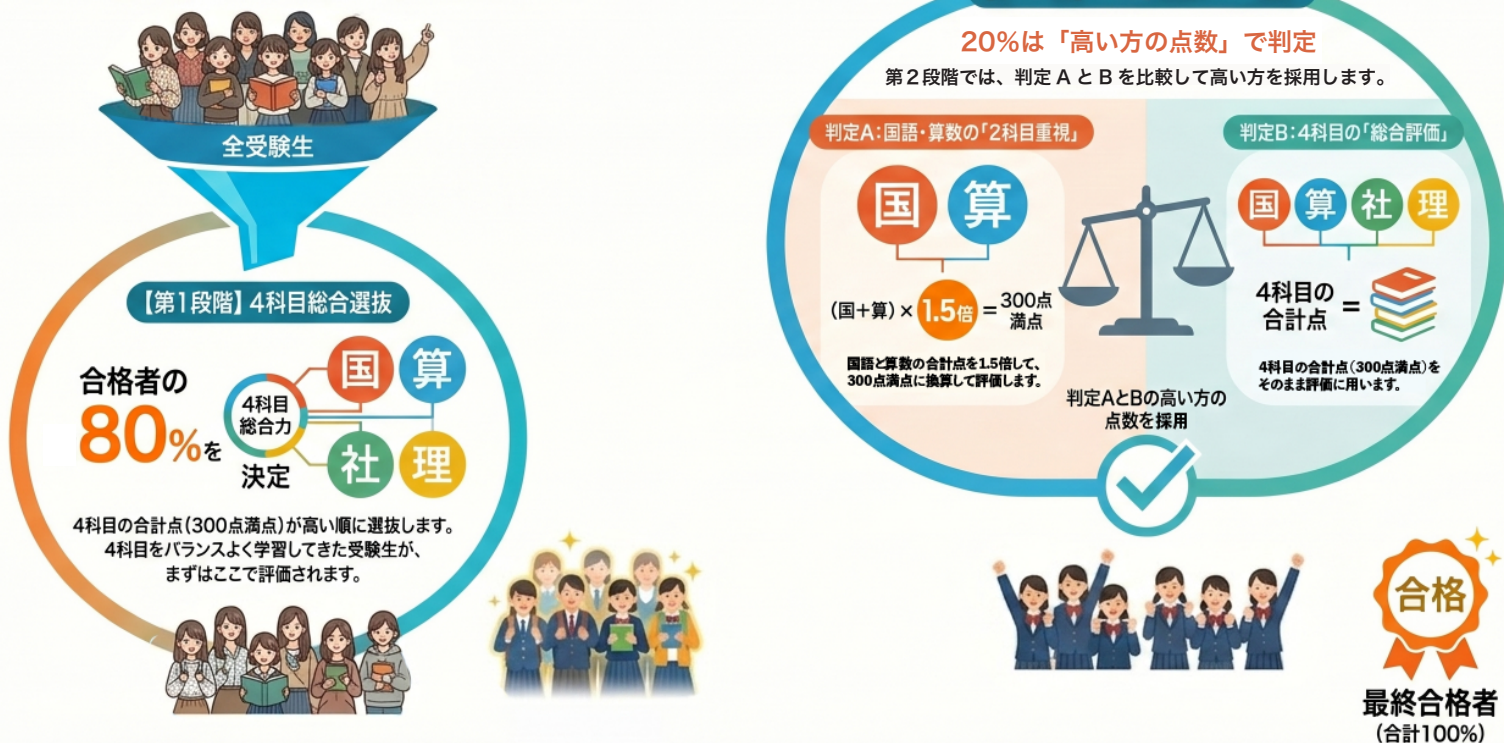 全受験生
【第1段階】4科目総合選抜
合格者の
80%を
4科目
総合力
決定
国 算
社 理
4科目の合計点(300点満点)が高い順に選抜します。
4科目をバランスよく学習してきた受験生が、
まずはここで評価されます。
20%は「高い方の点数」で判定
第2段階では、判定 A と B を比較して高い方を採用します。
判定A:国語・算数の「2科目重視」
国 算
(国+算)× 1.5倍 = 300点
満点
国語と算数の合計点を1.5倍して、
300点満点に換算して評価します。
判定B:4科目の「総合評価」
国 算 社 理
4科目の
合計点 =
4科目の合計点(300点満点)を
そのまま評価に用います。
判定AとBの高い方の
点数を採用
合格
最終合格者
(合計100%)